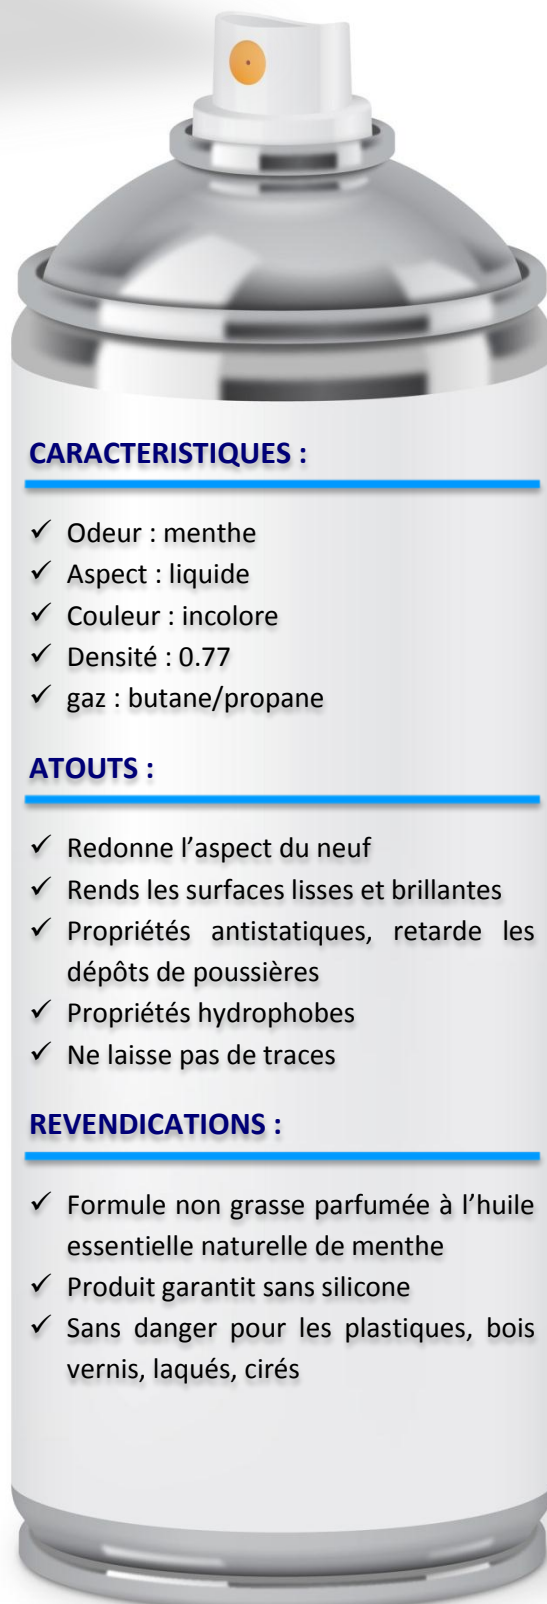 CARACTERISTIQUES :
✓ Odeur : menthe
✓ Aspect : liquide
✓ Couleur : incolore
✓ Densité : 0.77
✓ gaz : butane/propane
ATOUTS :
✓ Redonne l’aspect du neuf
✓ Rends les surfaces lisses et brillantes
✓ Propriétés antistatiques, retarde les
dépôts de poussières
✓ Propriétés hydrophobes
✓ Ne laisse pas de traces
REVENDICATIONS :
✓ Formule non grasse parfumée à l’huile
essentielle naturelle de menthe
✓ Produit garantit sans silicone
✓ Sans danger pour les plastiques, bois
vernis, laqués, cirés